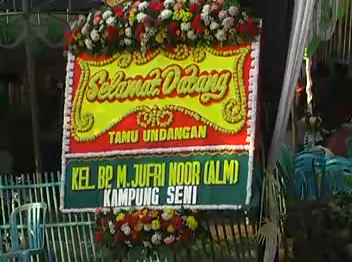 Selamat Datang
TAMU UNDANGAN
KEL. BP M. JUFRI NOOR (ALM)
KAMPUNG SENI